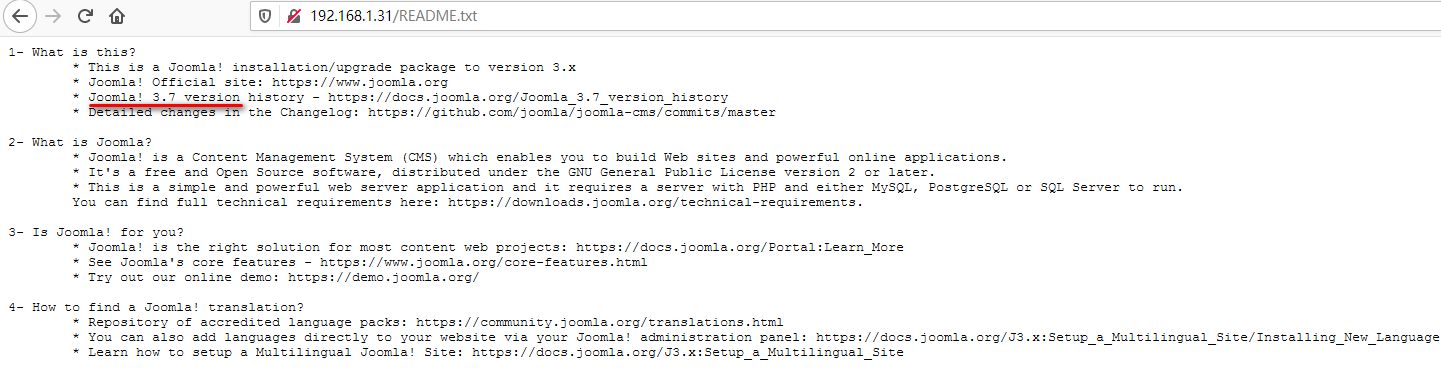 192.168.1.31/README.txt
1- What is this?
* This is a Joomla! installation/upgrade package to version 3.x
* Joomla! Official site: https://www.joomla.org
* Joomla! 3.7 version history - https://docs.joomla.org/Joomla_3.7_version_history
* Detailed changes in the Changelog: https://github.com/joomla/joomla-cms/commits/master
2- What is Joomla?
* Joomla! is a Content Management System (CMS) which enables you to build Web sites and powerful online applications.
* It's a free and Open Source software, distributed under the GNU General Public License version 2 or later.
* This is a simple and powerful web server application and it requires a server with PHP and either MySQL, PostgreSQL or SQL Server to run.
You can find full technical requirements here: https://downloads.joomla.org/technical-requirements.
3- Is Joomla! for you?
* Joomla! is the right solution for most content web projects: https://docs.joomla.org/Portal:Learn_More
* See Joomla's core features - https://www.joomla.org/core-features.html
* Try out our online demo: https://demo.joomla.org/
4- How to find a Joomla! translation?
* Repository of accredited language packs: https://community.joomla.org/translations.html
* You can also add languages directly to your website via your Joomla! administration panel: https://docs.joomla.org/J3.x:Setup_a_Multilingual_Site/Installing_New_Language
* Learn how to setup a Multilingual Joomla! Site: https://docs.joomla.org/J3.x:Setup_a_Multilingual_Site